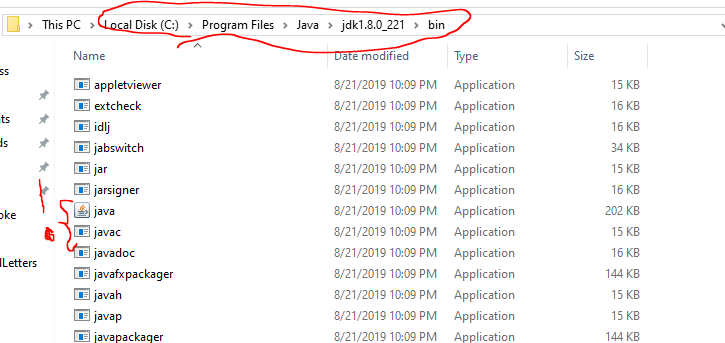 This PC > Local Disk (C:) > Program Files > Java > jdk1.8.0_221 > bin
Name Date modified Type Size
ess
appletviewer 8/21/2019 10:09 PM Application 15 KB
extcheck 8/21/2019 10:09 PM Application 16 KB
nts
idlj 8/21/2019 10:09 PM Application 16 KB
ds
jabswitch 8/21/2019 10:09 PM Application 34 KB
jar 8/21/2019 10:09 PM Application 15 KB
jarsigner 8/21/2019 10:09 PM Application 16 KB
oke
java 8/21/2019 10:09 PM Application 202 KB
javac 8/21/2019 10:09 PM Application 15 KB
javadoc 8/21/2019 10:09 PM Application 16 KB
lLetters
javafxpackager 8/21/2019 10:09 PM Application 144 KB
javah 8/21/2019 10:09 PM Application 15 KB
javap 8/21/2019 10:09 PM Application 15 KB
javapackager 8/21/2019 10:09 PM Application 144 KB